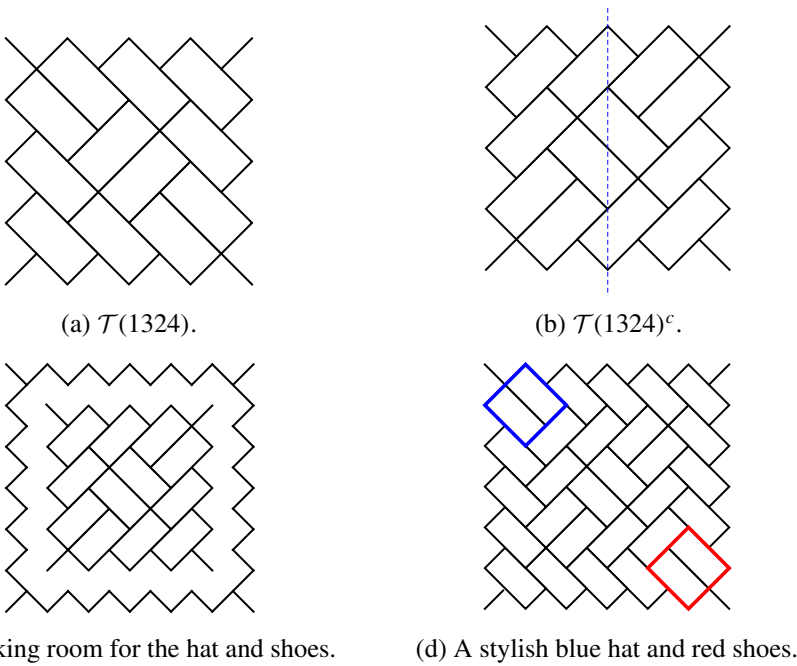 (a) 𝒯(1324).
(b) 𝒯(1324)ᶜ.
king room for the hat and shoes.
(d) A stylish blue hat and red shoes.